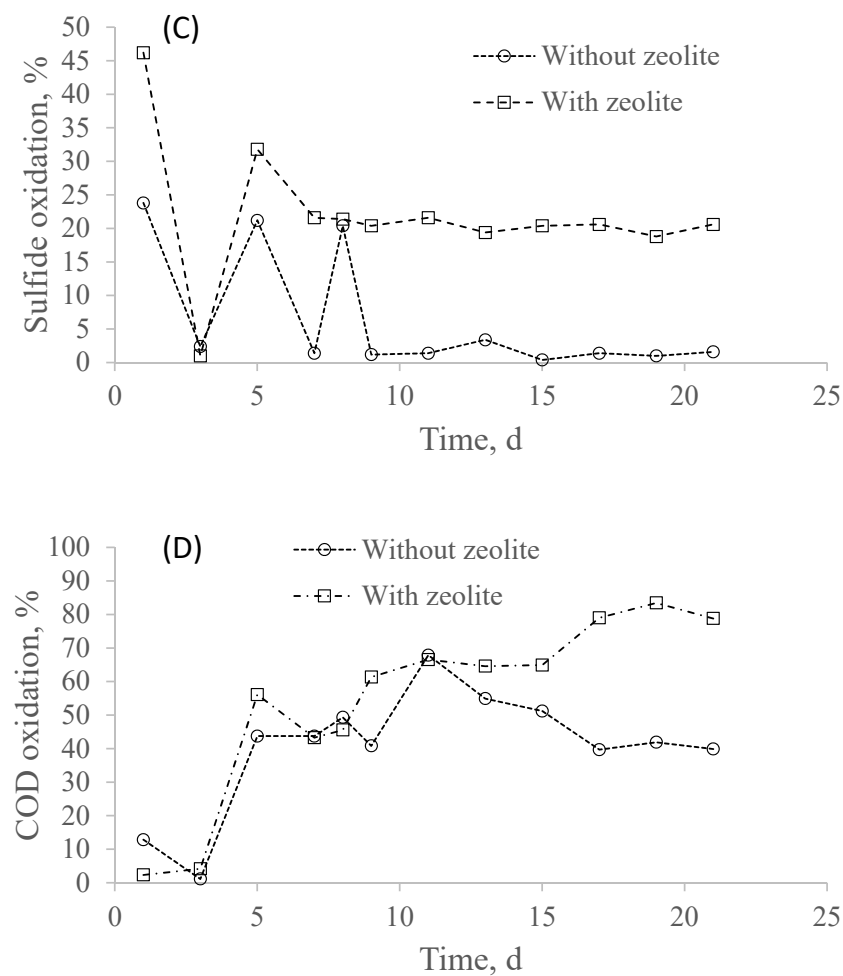 (C)
Without zeolite
With zeolite
Sulfide oxidation, %
50
45
40
35
30
25
20
15
10
5
0
0 5 10 15 20 25
Time, d
(D)
Without zeolite
With zeolite
COD oxidation, %
100
90
80
70
60
50
40
30
20
10
0
0 5 10 15 20 25
Time, d